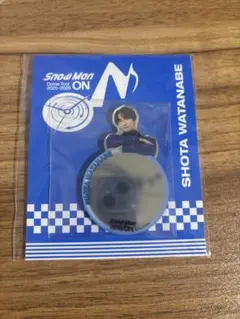 Snow Man
Dome Tour
2025-2026
ON
N
SHOTA WATANABE
Snow Man
ON